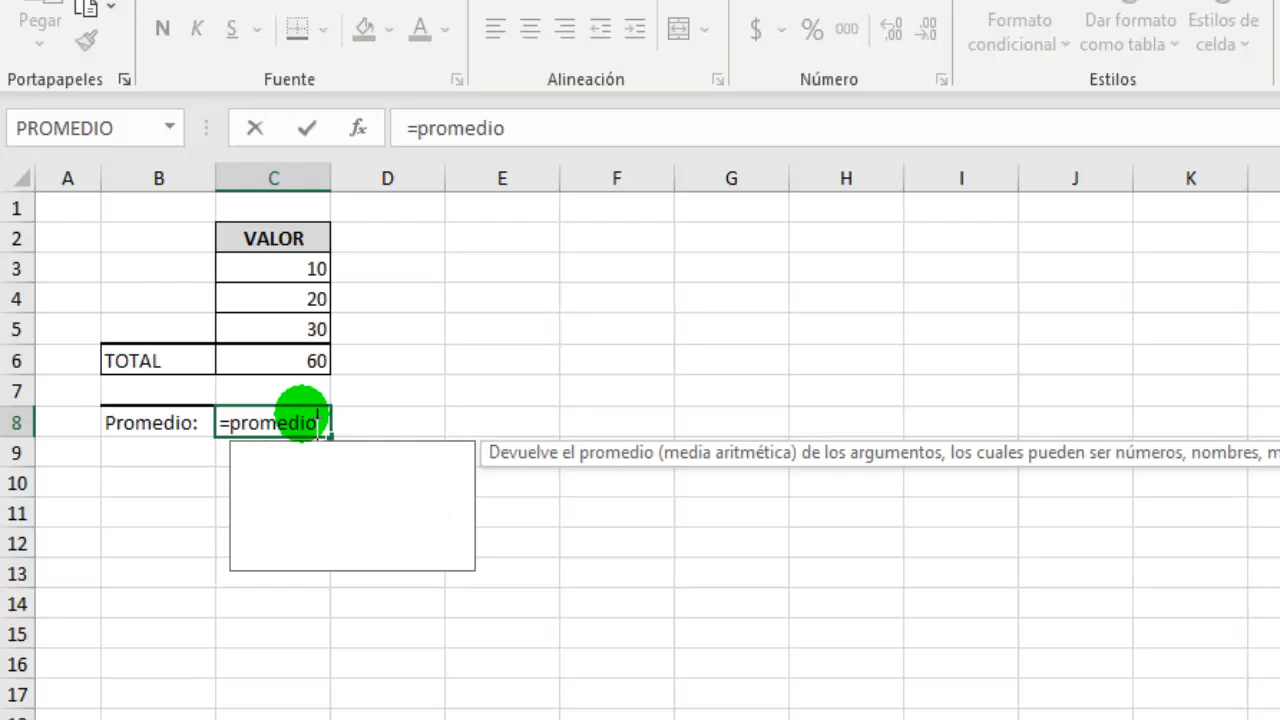 Pegar
N K S
$ % 000
Formato condicional
Dar formato como tabla
Estilos de celda
Portapapeles Fuente Alineación Número Estilos
PROMEDIO fx =promedio
A B C D E F G H I J K
1
2 VALOR
3 10
4 20
5 30
6 TOTAL 60
7
8 Promedio: =promedio
9 Devuelve el promedio (media aritmética) de los argumentos, los cuales pueden ser números, nombres, m
10
11
12
13
14
15
16
17